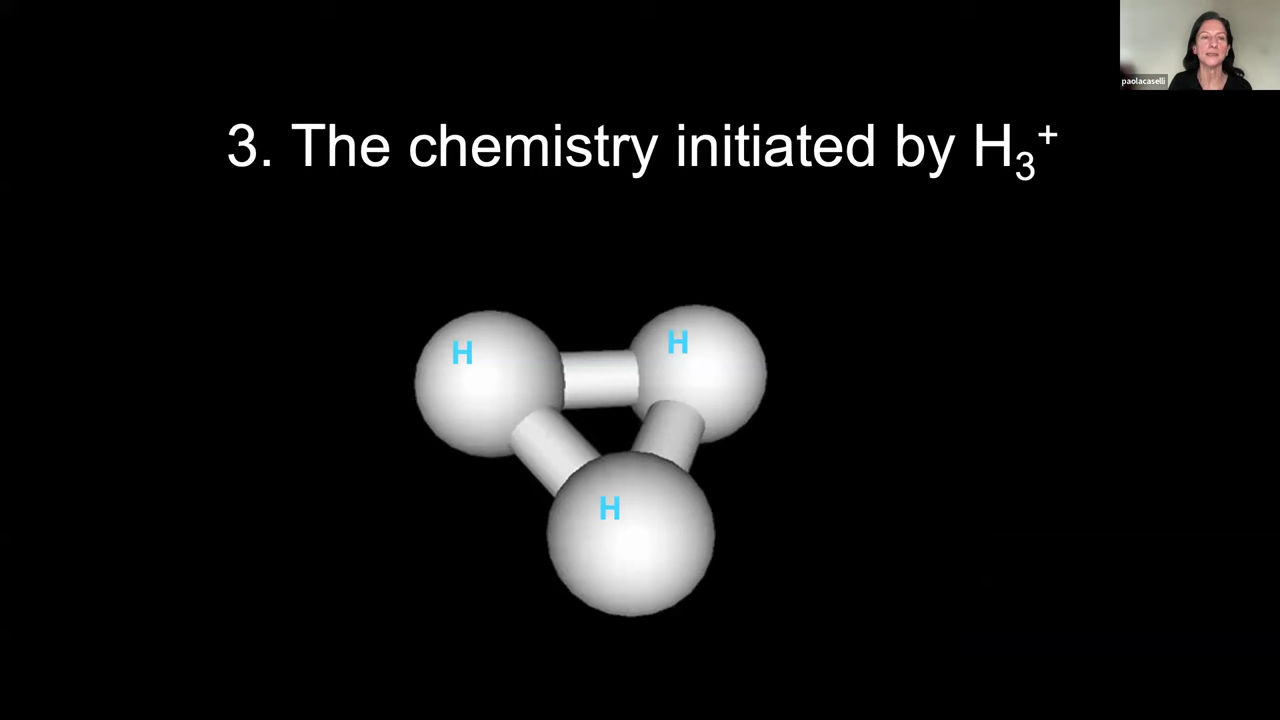 paolacaselli
3. The chemistry initiated by H₃⁺
H
H
H